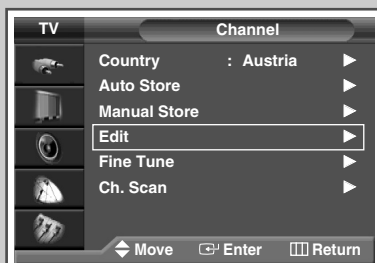 TV Channel
Country : Austria ▶
Auto Store ▶
Manual Store ▶
Edit ▶
Fine Tune ▶
Ch. Scan ▶
Move Enter Return